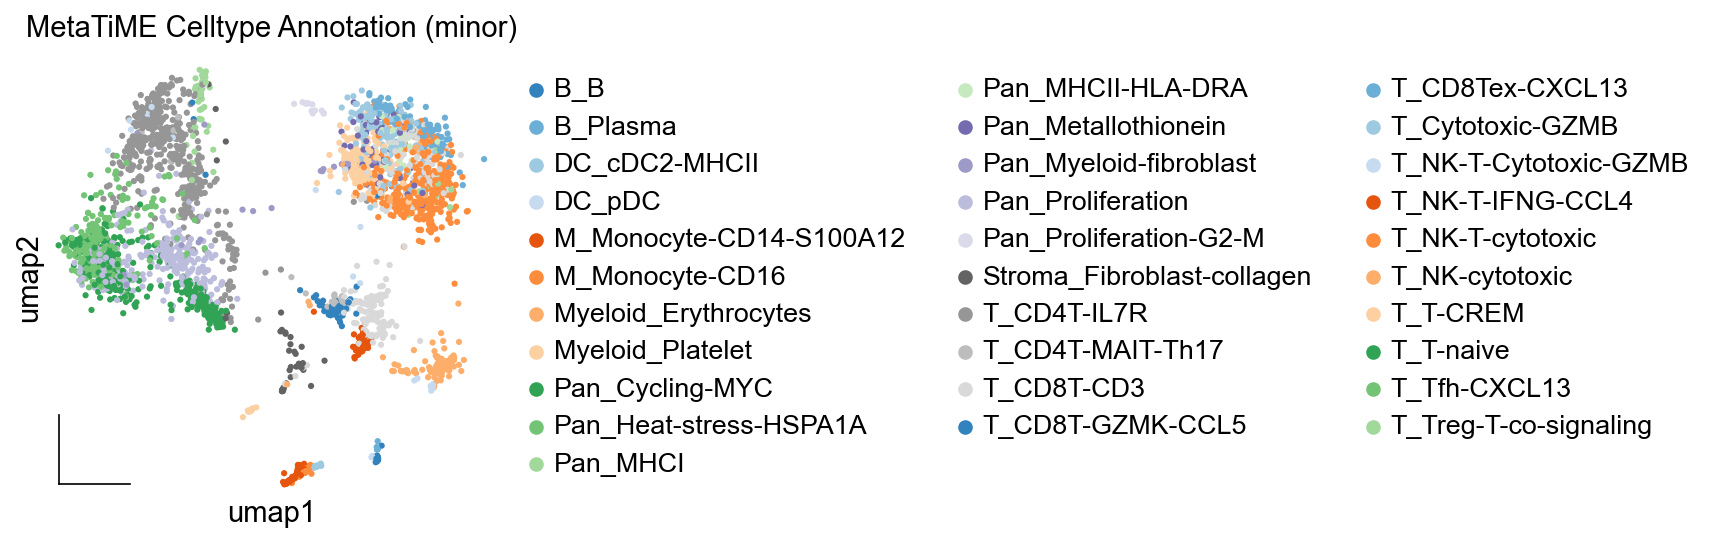 MetaTiME Celltype Annotation (minor)
B_B
B_Plasma
DC_cDC2-MHCII
DC_pDC
M_Monocyte-CD14-S100A12
M_Monocyte-CD16
Myeloid_Erythrocytes
Myeloid_Platelet
Pan_Cycling-MYC
Pan_Heat-stress-HSPA1A
Pan_MHCI
Pan_MHCII-HLA-DRA
Pan_Metallothionein
Pan_Myeloid-fibroblast
Pan_Proliferation
Pan_Proliferation-G2-M
Stroma_Fibroblast-collagen
T_CD4T-IL7R
T_CD4T-MAIT-Th17
T_CD8T-CD3
T_CD8T-GZMK-CCL5
T_CD8Tex-CXCL13
T_Cytotoxic-GZMB
T_NK-T-Cytotoxic-GZMB
T_NK-T-IFNG-CCL4
T_NK-T-cytotoxic
T_NK-cytotoxic
T_T-CREM
T_T-naive
T_Tfh-CXCL13
T_Treg-T-co-signaling
umap2
umap1